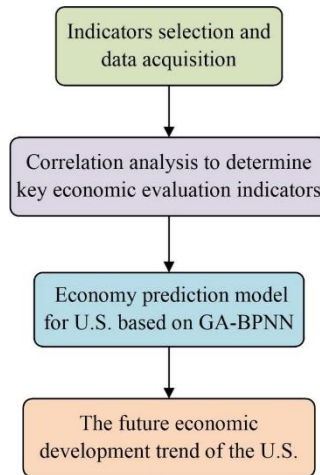 Indicators selection and
data acquisition
Correlation analysis to determine
key economic evaluation indicators
Economy prediction model
for U.S. based on GA-BPNN
The future economic
development trend of the U.S.